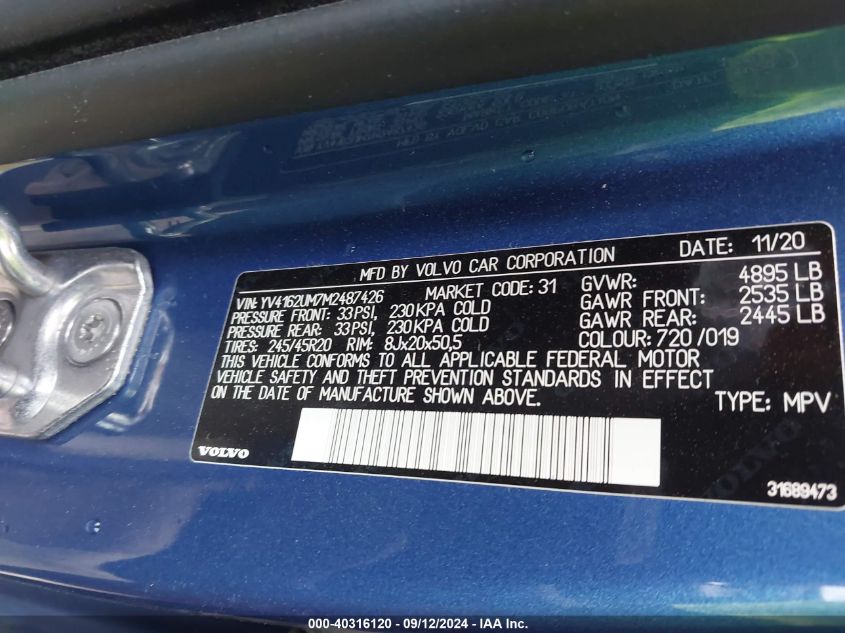 MFD BY VOLVO CAR CORPORATION DATE: 11/20
VIN: YV4162UM7M2487426 MARKET CODE: 31 GVWR: 4895 LB
PRESSURE FRONT: 33PSI, 230KPA COLD GAWR FRONT: 2535 LB
PRESSURE REAR: 33PSI, 230KPA COLD GAWR REAR: 2445 LB
TIRES: 245/45R20 RIM: 8Jx20x50,5 COLOUR: 720 /019
THIS VEHICLE CONFORMS TO ALL APPLICABLE FEDERAL MOTOR
VEHICLE SAFETY AND THEFT PREVENTION STANDARDS IN EFFECT
ON THE DATE OF MANUFACTURE SHOWN ABOVE. TYPE: MPV
VOLVO
VOLVO
31689473
000-40316120 - 09/12/2024 - IAA Inc.